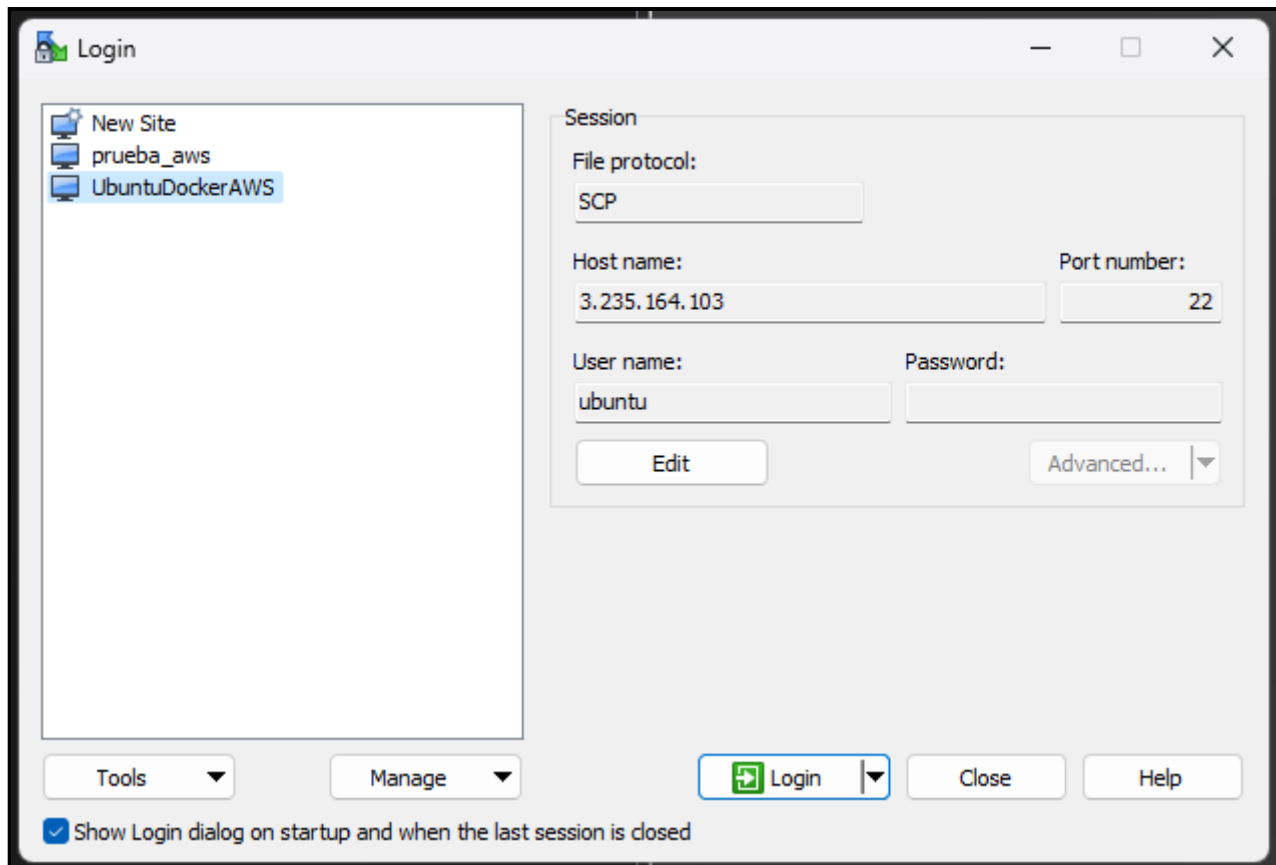 Login
New Site
prueba_aws
UbuntuDockerAWS
Session
File protocol:
SCP
Host name: Port number:
3.235.164.103 22
User name: Password:
ubuntu
Edit Advanced...
Tools Manage Login Close Help
Show Login dialog on startup and when the last session is closed